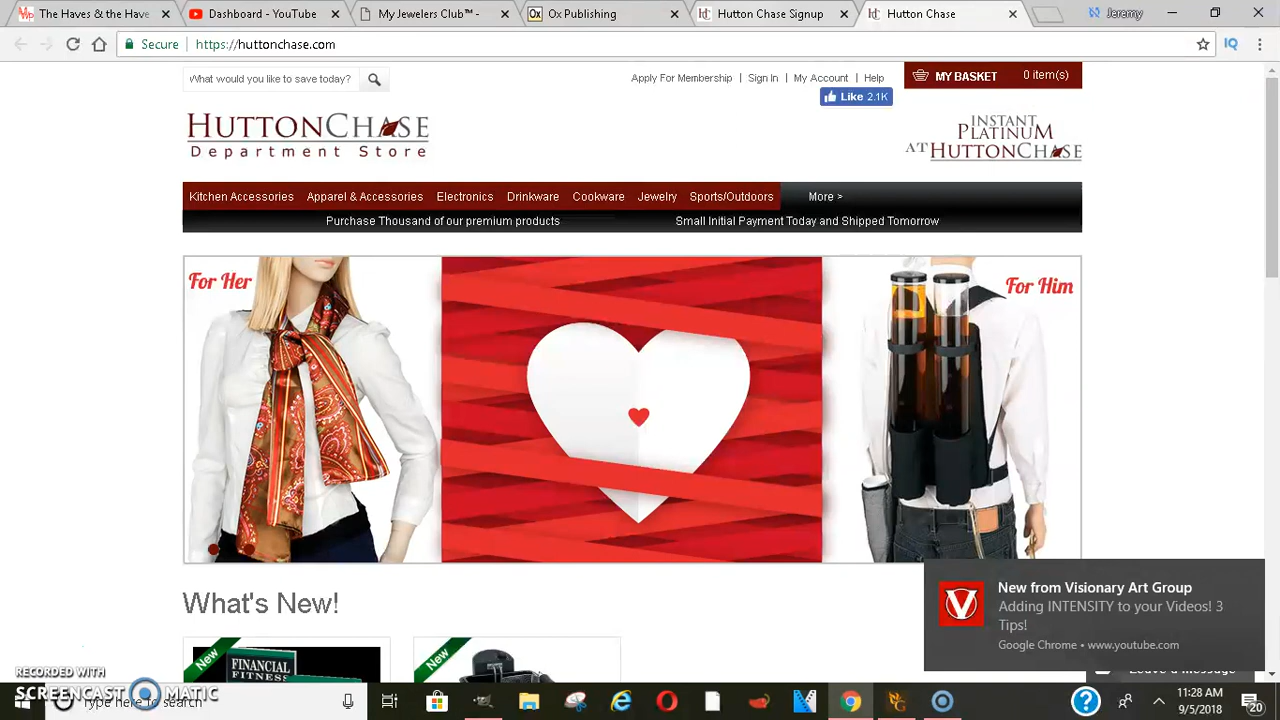 The Haves & the Hav
Dashboard - YouTube
My Jewelers Club™ -
Ox Publishing
Hutton Chase Signup
Hutton Chase
Jeremy
Secure
https://huttonchase.com
What would you like to save today?
Apply For Membership | Sign In | My Account | Help
MY BASKET 0 item(s)
Like 2.1K
HUTTONCHASE
Department Store
INSTANT
PLATINUM
AT HUTTONCHASE
Kitchen Accessories Apparel & Accessories Electronics Drinkware Cookware Jewelry Sports/Outdoors More >
Purchase Thousand of our premium products Small Initial Payment Today and Shipped Tomorrow
For Her
For Him
What's New!
New
FINANCIAL
FITNESS
New
New from Visionary Art Group
Adding INTENSITY to your Videos! 3
Tips!
Google Chrome • www.youtube.com
Leave a message
RECORDED WITH
SCREENCAST MATIC
Type here to search
11:28 AM
9/5/2018
20